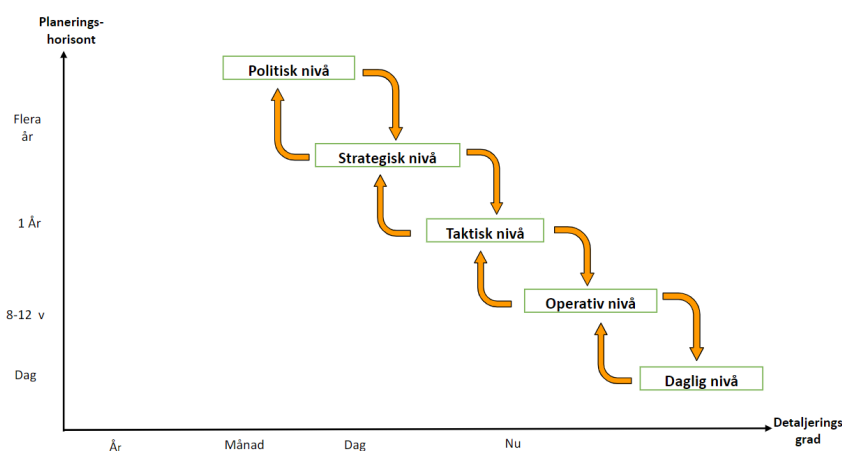 Planerings-
horisont
Politisk nivå
Flera
år
Strategisk nivå
1 År
Taktisk nivå
Operativ nivå
8-12 v
Dag
Daglig nivå
Detaljerings
grad
År
Månad
Dag
Nu